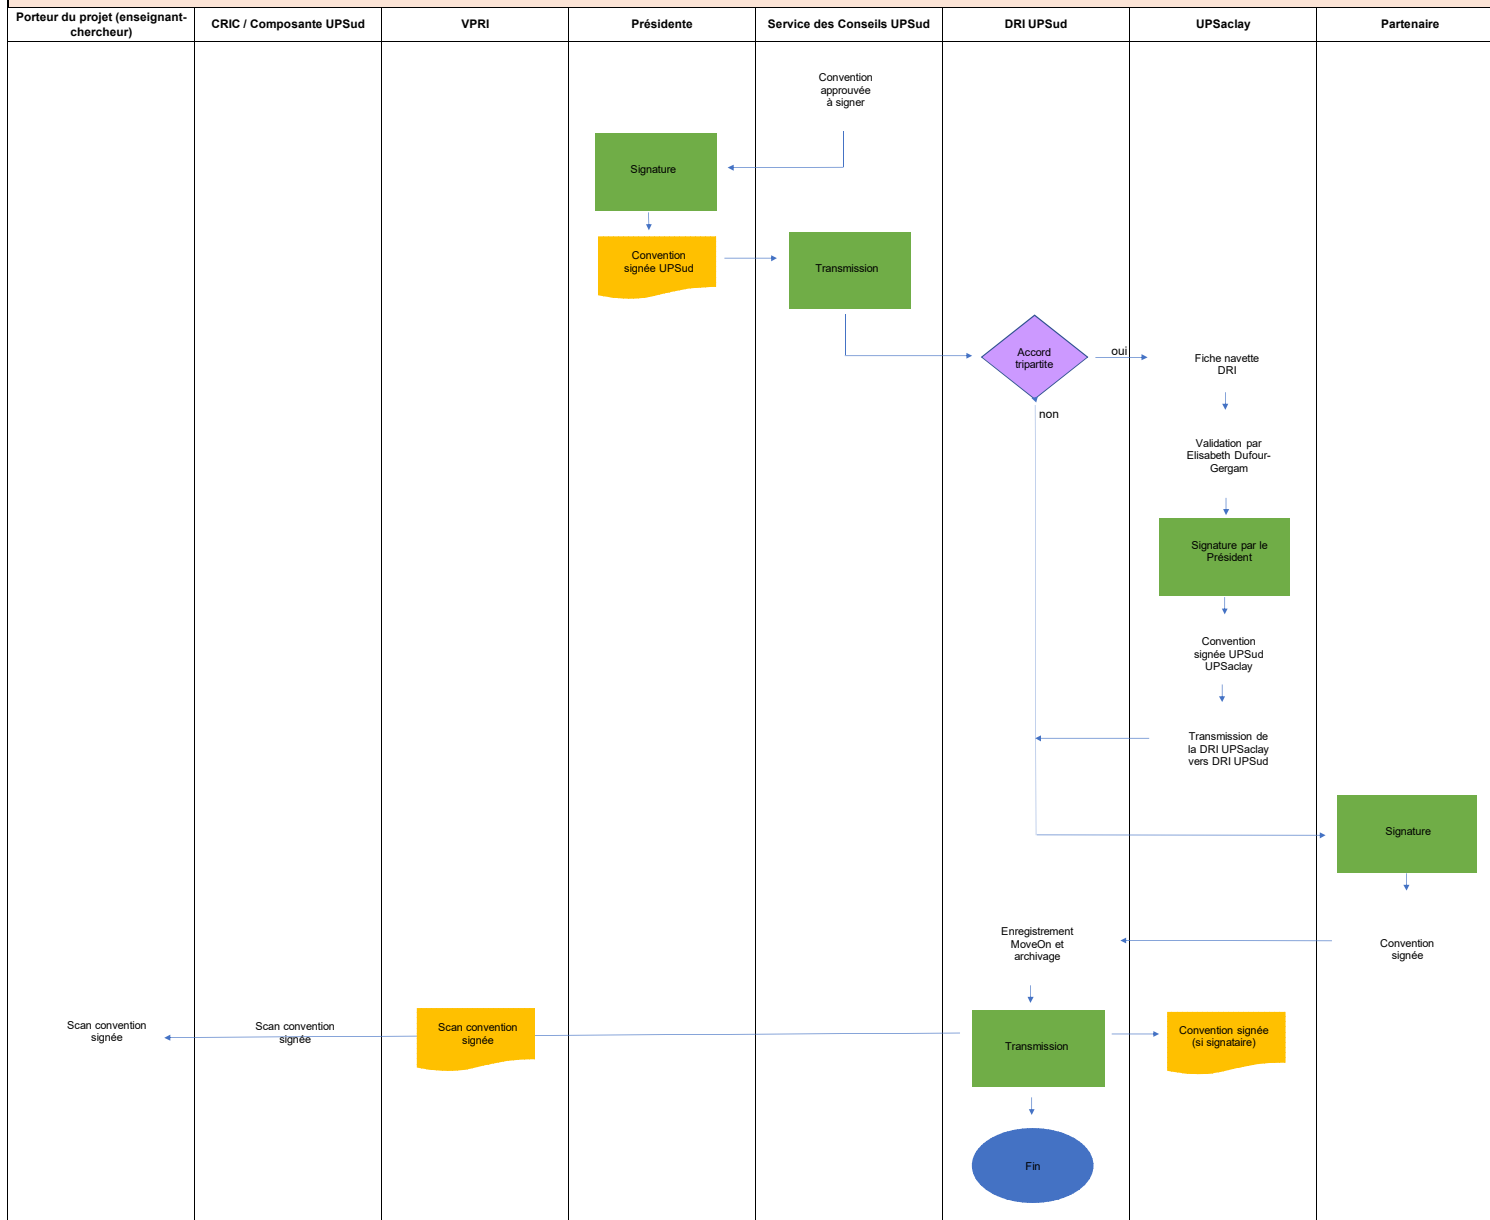 Porteur du projet (enseignant-
chercheur)
CRIC / Composante UPSud
VPRI
Présidente
Service des Conseils UPSud
DRI UPSud
UPSaclay
Partenaire
Convention
approuvée
à signer
Signature
Convention
signée UPSud
Transmission
Accord
tripartite
oui
non
Fiche navette
DRI
Validation par
Elisabeth Dufour-
Gergam
Signature par le
Président
Convention
signée UPSud
UPSaclay
Transmission de
la DRI UPSaclay
vers DRI UPSud
Signature
Convention
signée
Enregistrement
MoveOn et
archivage
Scan convention
signée
Scan convention
signée
Scan convention
signée
Transmission
Convention signée
(si signataire)
Fin